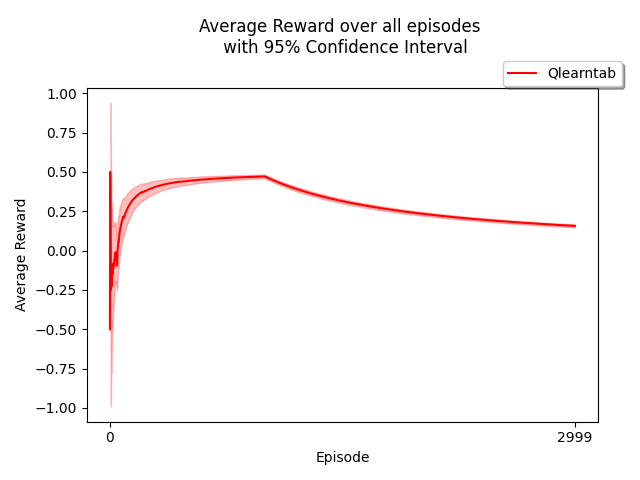 Average Reward over all episodes
with 95% Confidence Interval
Qlearntab
1.00
0.75
0.50
0.25
0.00
−0.25
−0.50
−0.75
−1.00
Average Reward
0 2999
Episode